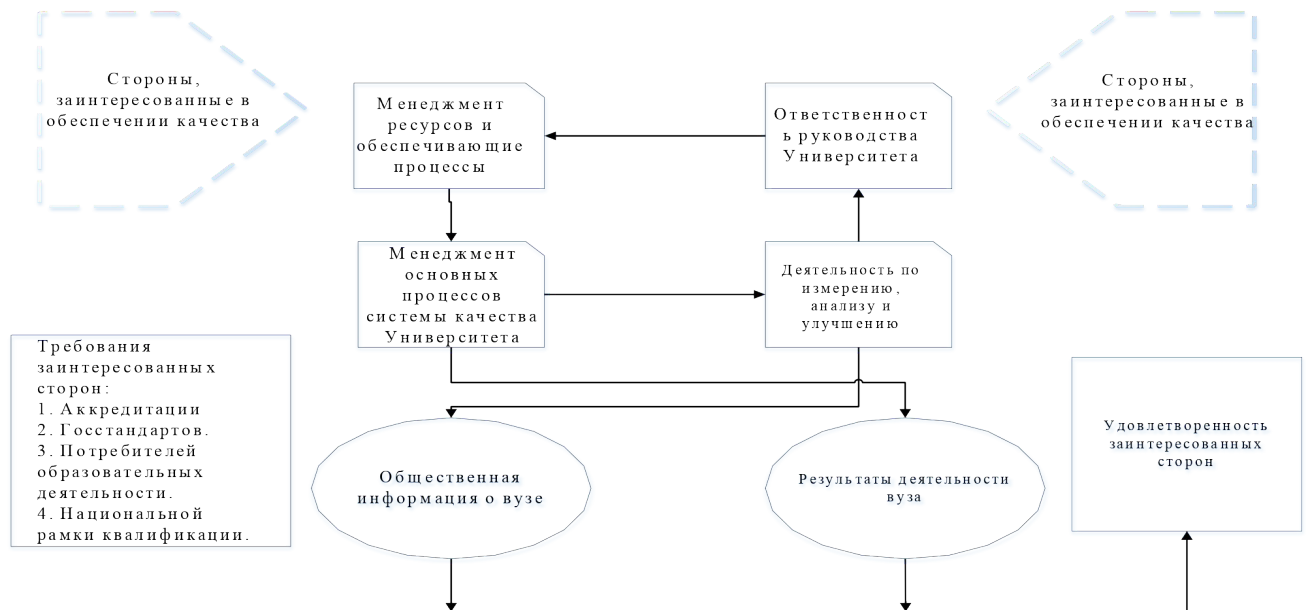 Стороны,
заинтересованные в
обеспечении качества
Менеджмент
ресурсов и
обеспечивающие
процессы
Ответственност
ь руководства
Университета
Стороны,
заинтересованные в
обеспечении качества
Менеджмент
основных
процессов
системы качества
Университета
Деятельность по
измерению,
анализу и
улучшению
Требования
заинтересованных
сторон:
1. Аккредитации
2. Госстандартов.
3. Потребителей
образовательных
деятельности.
4. Национальной
рамки квалификации.
Общественная
информация о вузе
Результаты деятельности
вуза
Удовлетворенность
заинтересованных
сторон